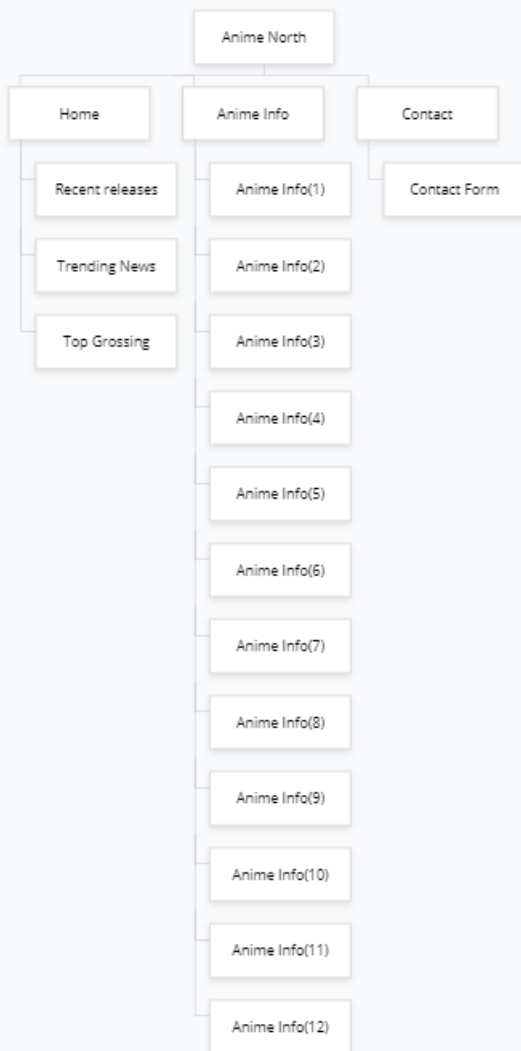 Anime North
Home
Anime Info
Contact
Recent releases
Anime Info(1)
Contact Form
Trending News
Anime Info(2)
Top Grossing
Anime Info(3)
Anime Info(4)
Anime Info(5)
Anime Info(6)
Anime Info(7)
Anime Info(8)
Anime Info(9)
Anime Info(10)
Anime Info(11)
Anime Info(12)